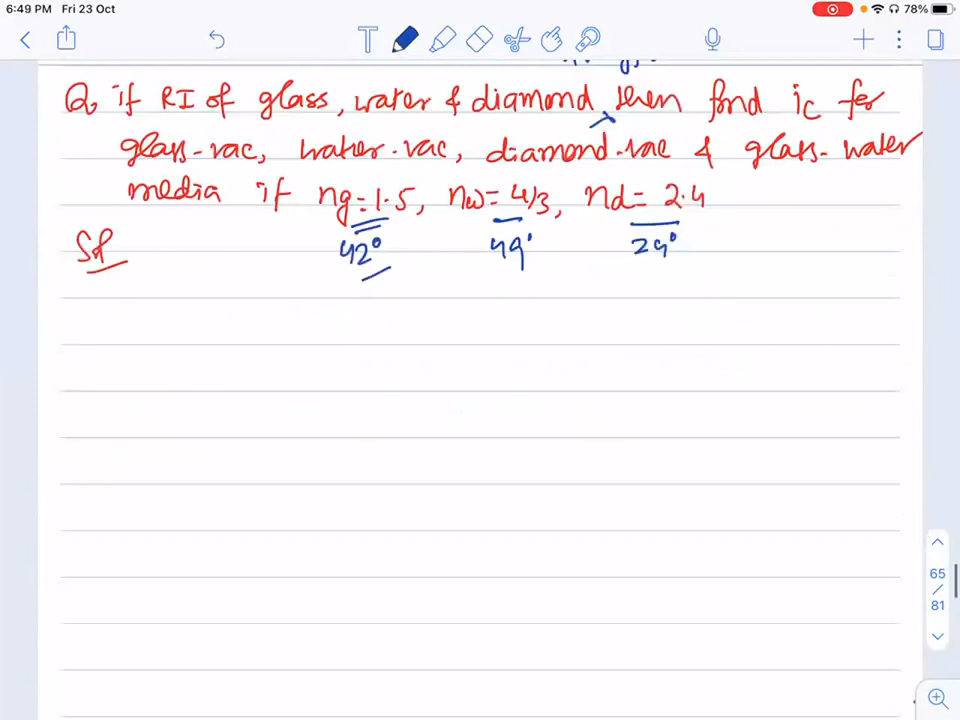 6:49 PM Fri 23 Oct
78%
Q. if RI of glass, water & diamond, then find ic for
glass-vac, water-vac, diamond-vac & glass-water
media if ng = 1.5, nw = 4/3, nd = 2.4
Sol
42° 49° 24°
65
/
81